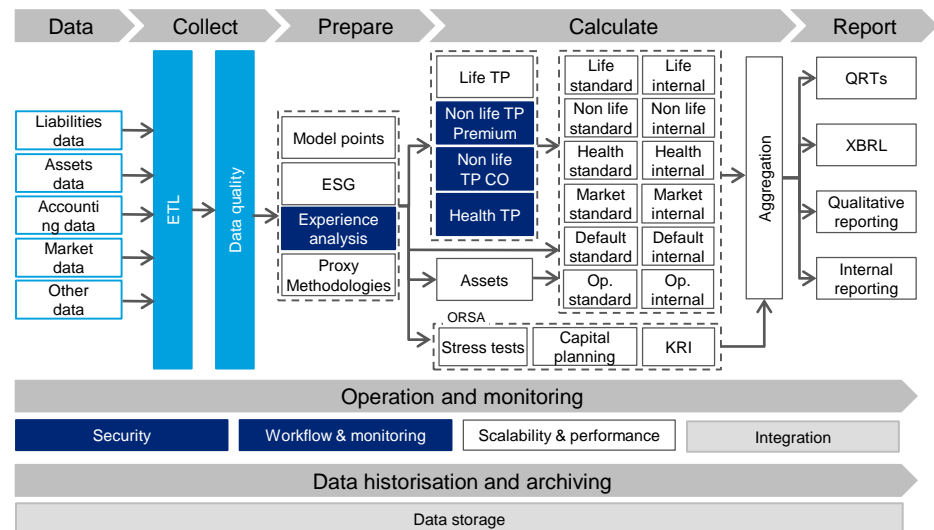 Data
Collect
Prepare
Calculate
Report
Liabilities
data
Assets
data
Accounti
ng data
Market
data
Other
data
ETL
Data quality
Model points
ESG
Experience
analysis
Proxy
Methodologies
Life TP
Non life TP
Premium
Non life
TP CO
Health TP
Assets
Life
standard
Life
internal
Non life
standard
Non life
internal
Health
standard
Health
internal
Market
standard
Market
internal
Default
standard
Default
internal
Op.
standard
Op.
internal
ORSA
Stress tests
Capital
planning
KRI
Aggregation
QRTs
XBRL
Qualitative
reporting
Internal
reporting
Operation and monitoring
Security
Workflow & monitoring
Scalability & performance
Integration
Data historisation and archiving
Data storage